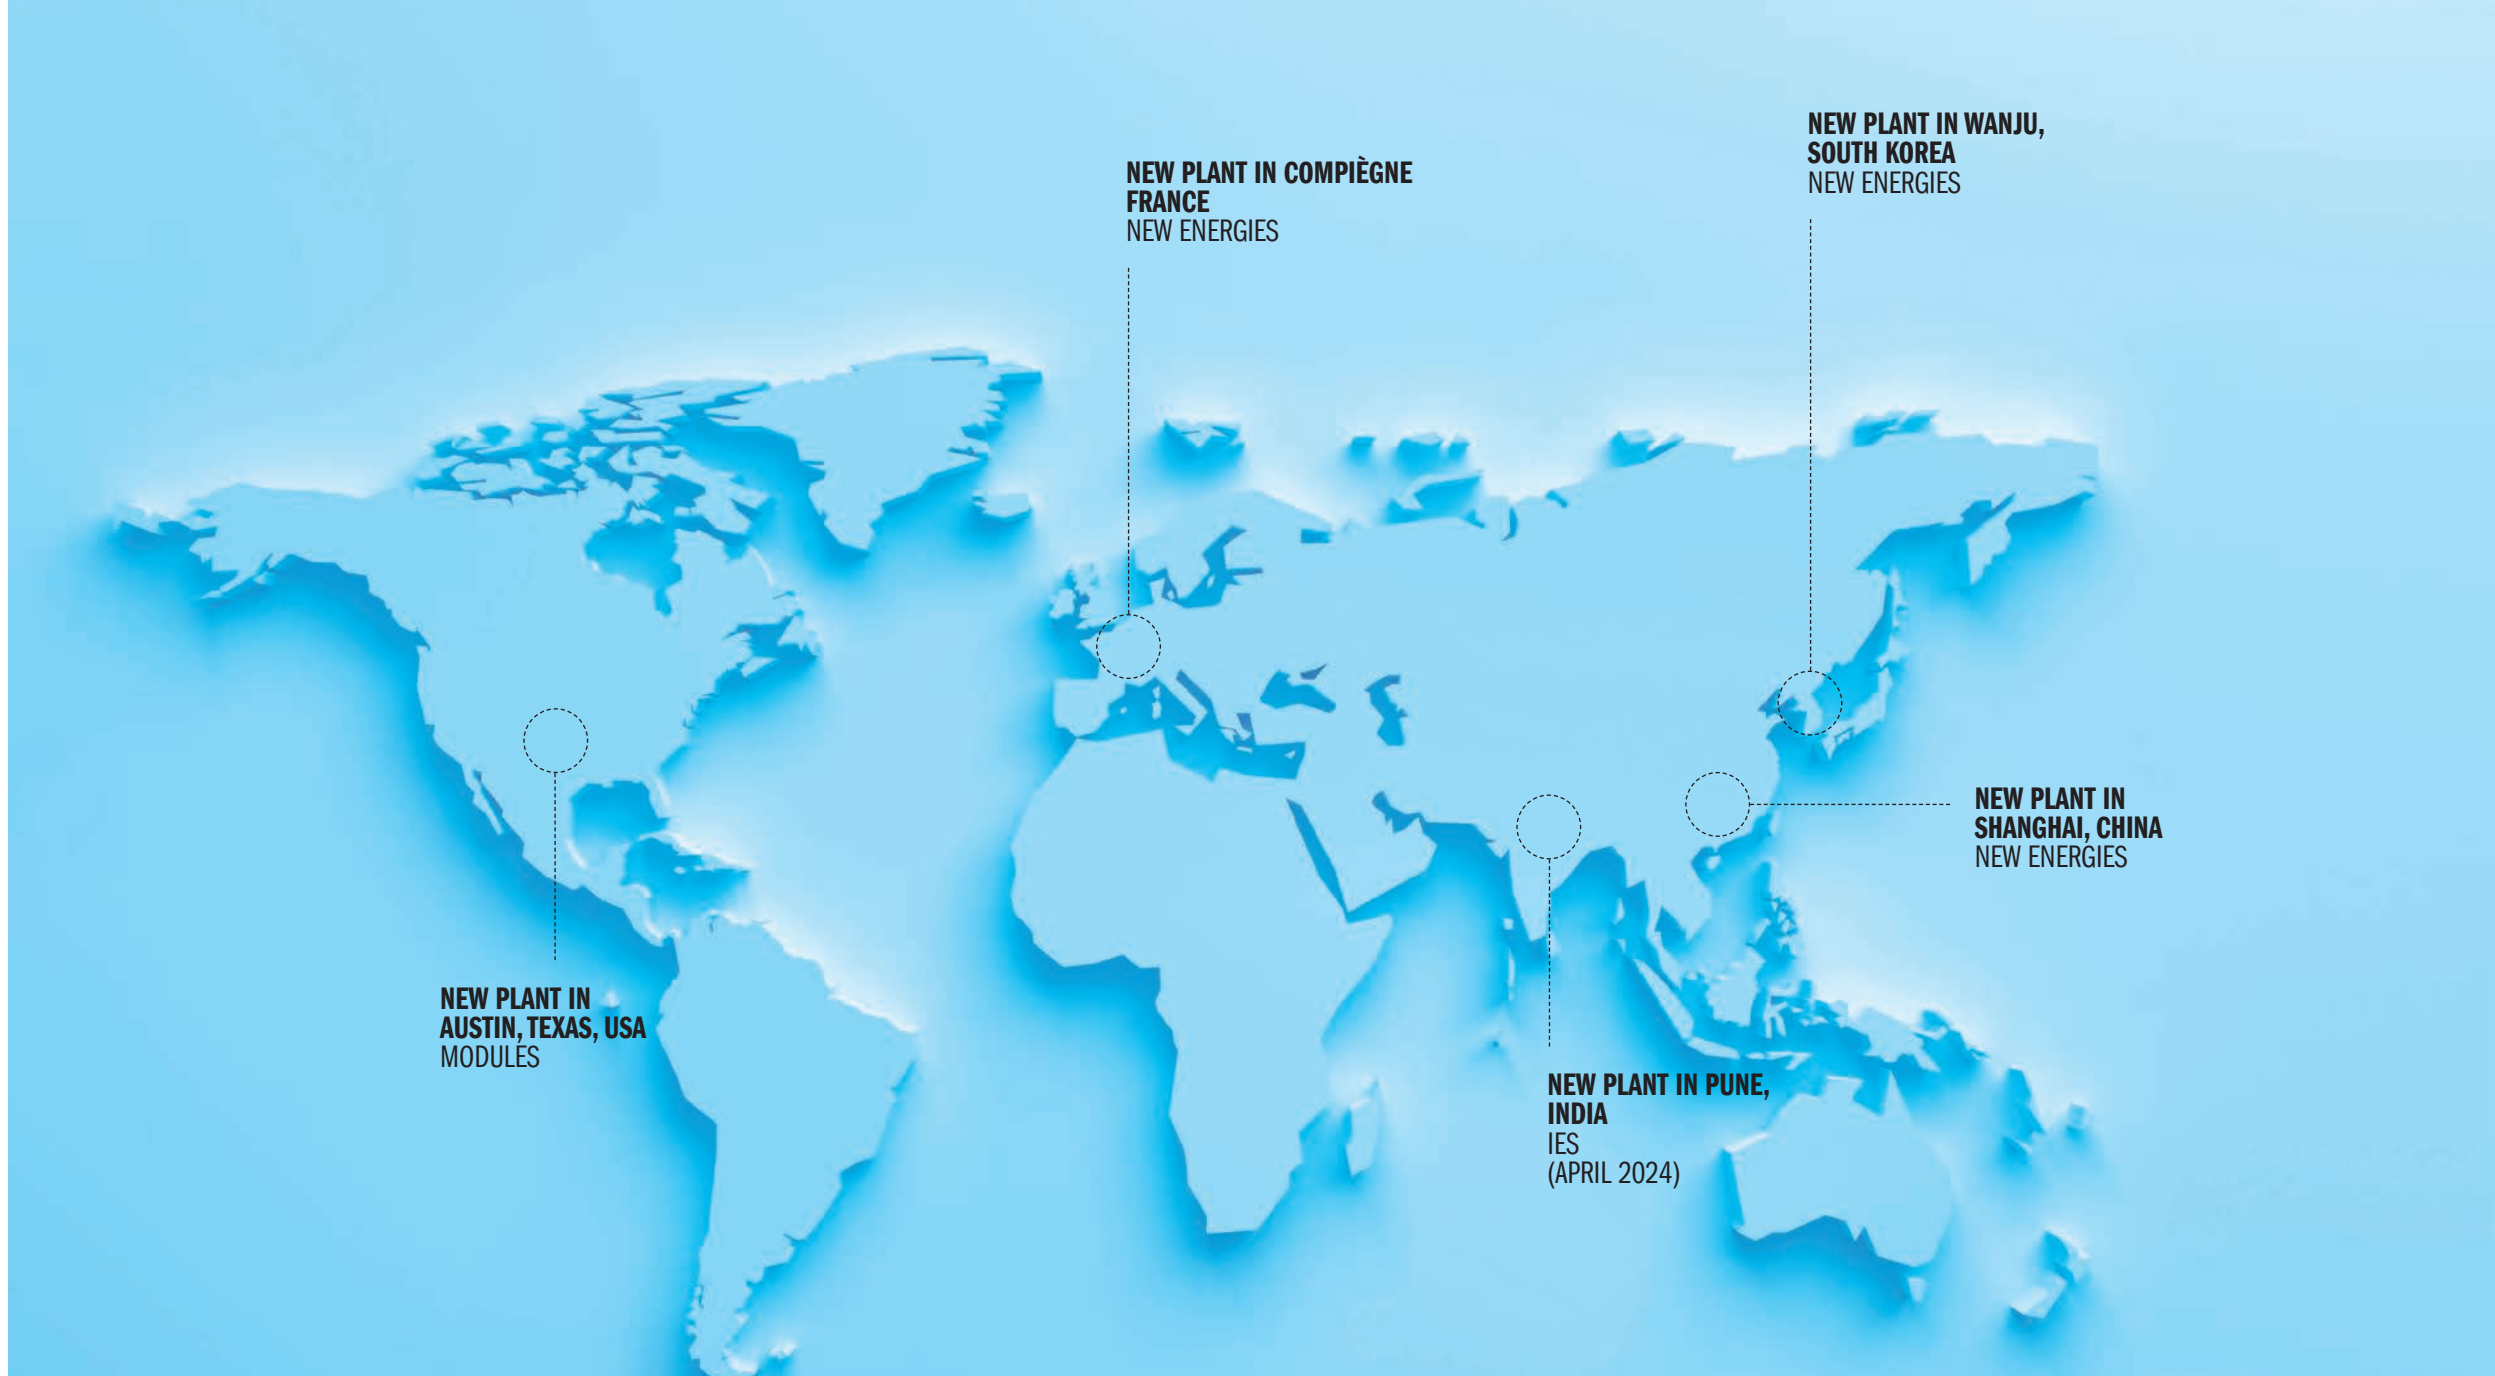 NEW PLANT IN WANJU,
SOUTH KOREA
NEW ENERGIES
NEW PLANT IN COMPIÈGNE
FRANCE
NEW ENERGIES
NEW PLANT IN
SHANGHAI, CHINA
NEW ENERGIES
NEW PLANT IN
AUSTIN, TEXAS, USA
MODULES
NEW PLANT IN PUNE,
INDIA
IES
(APRIL 2024)